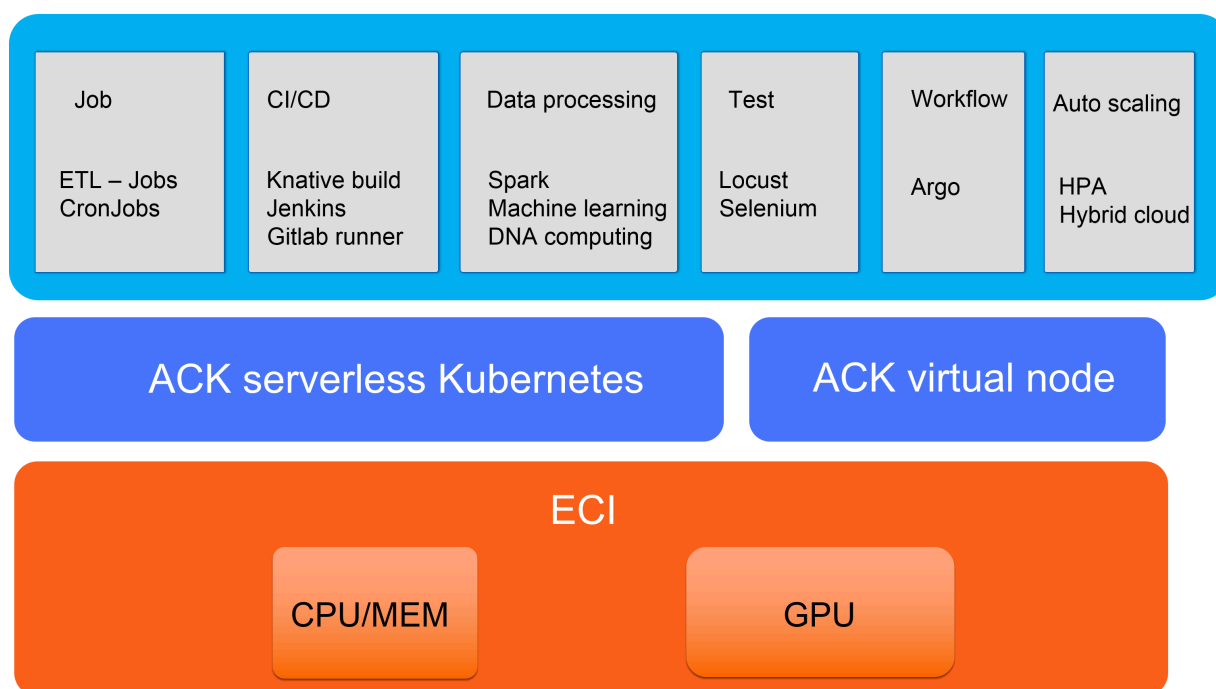 Job
ETL – Jobs
CronJobs
CI/CD
Knative build
Jenkins
Gitlab runner
Data processing
Spark
Machine learning
DNA computing
Test
Locust
Selenium
Workflow
Argo
Auto scaling
HPA
Hybrid cloud
ACK serverless Kubernetes
ACK virtual node
ECI
CPU/MEM
GPU